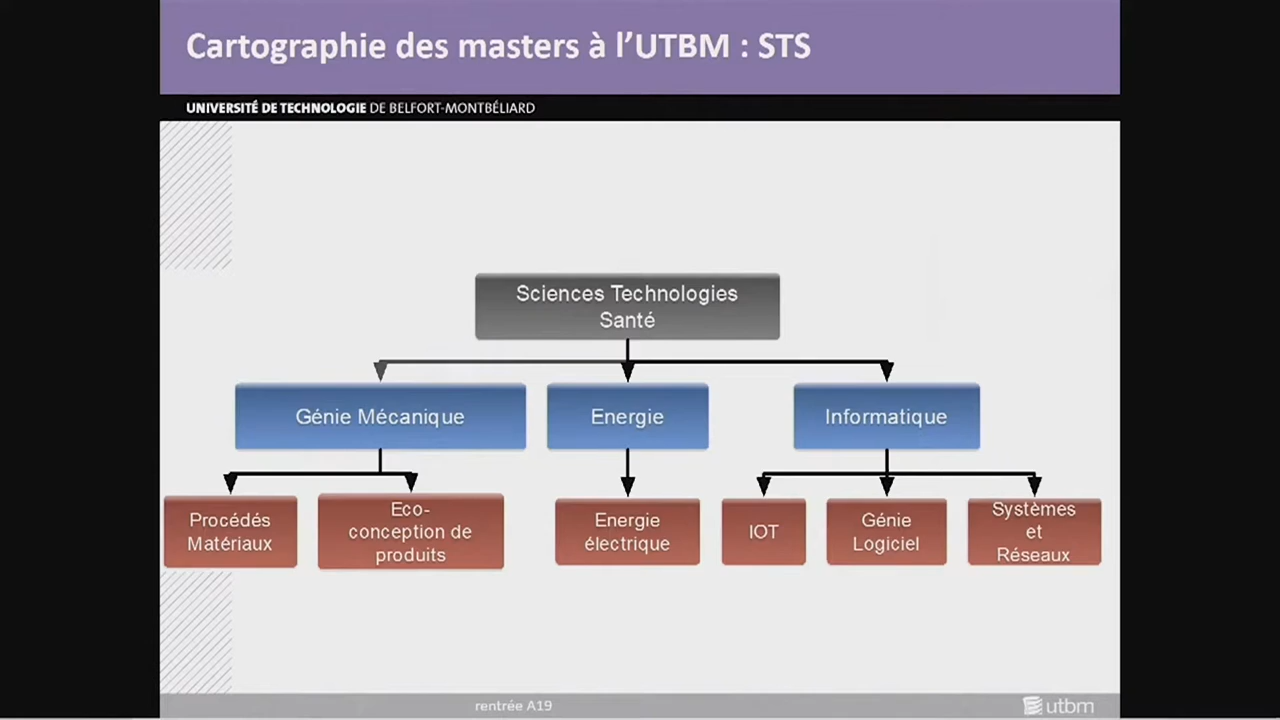 Cartographie des masters à l'UTBM : STS
UNIVERSITÉ DE TECHNOLOGIE DE BELFORT-MONTBÉLIARD
Sciences Technologies
Santé
Génie Mécanique
Energie
Informatique
Procédés
Matériaux
Eco-
conception de
produits
Energie
électrique
IOT
Génie
Logiciel
Systèmes
et
Réseaux
rentrée A19
utbm